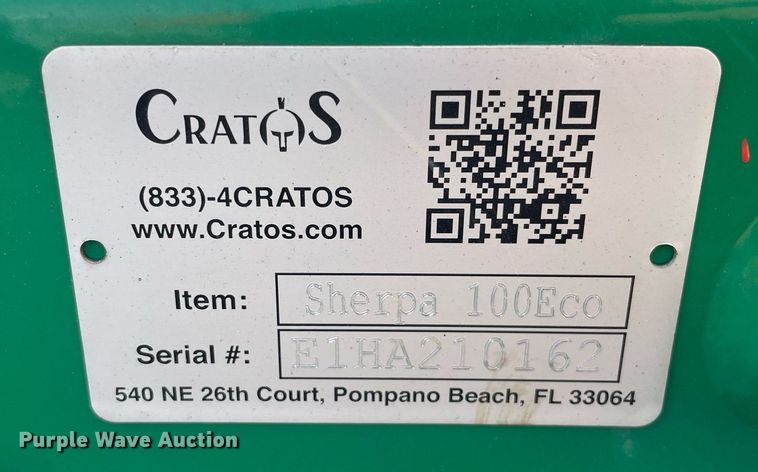 CRATOS
(833)-4CRATOS
www.Cratos.com
Item: Sherpa 100Eco
Serial #: E1HA210162
540 NE 26th Court, Pompano Beach, FL 33064
Purple Wave Auction